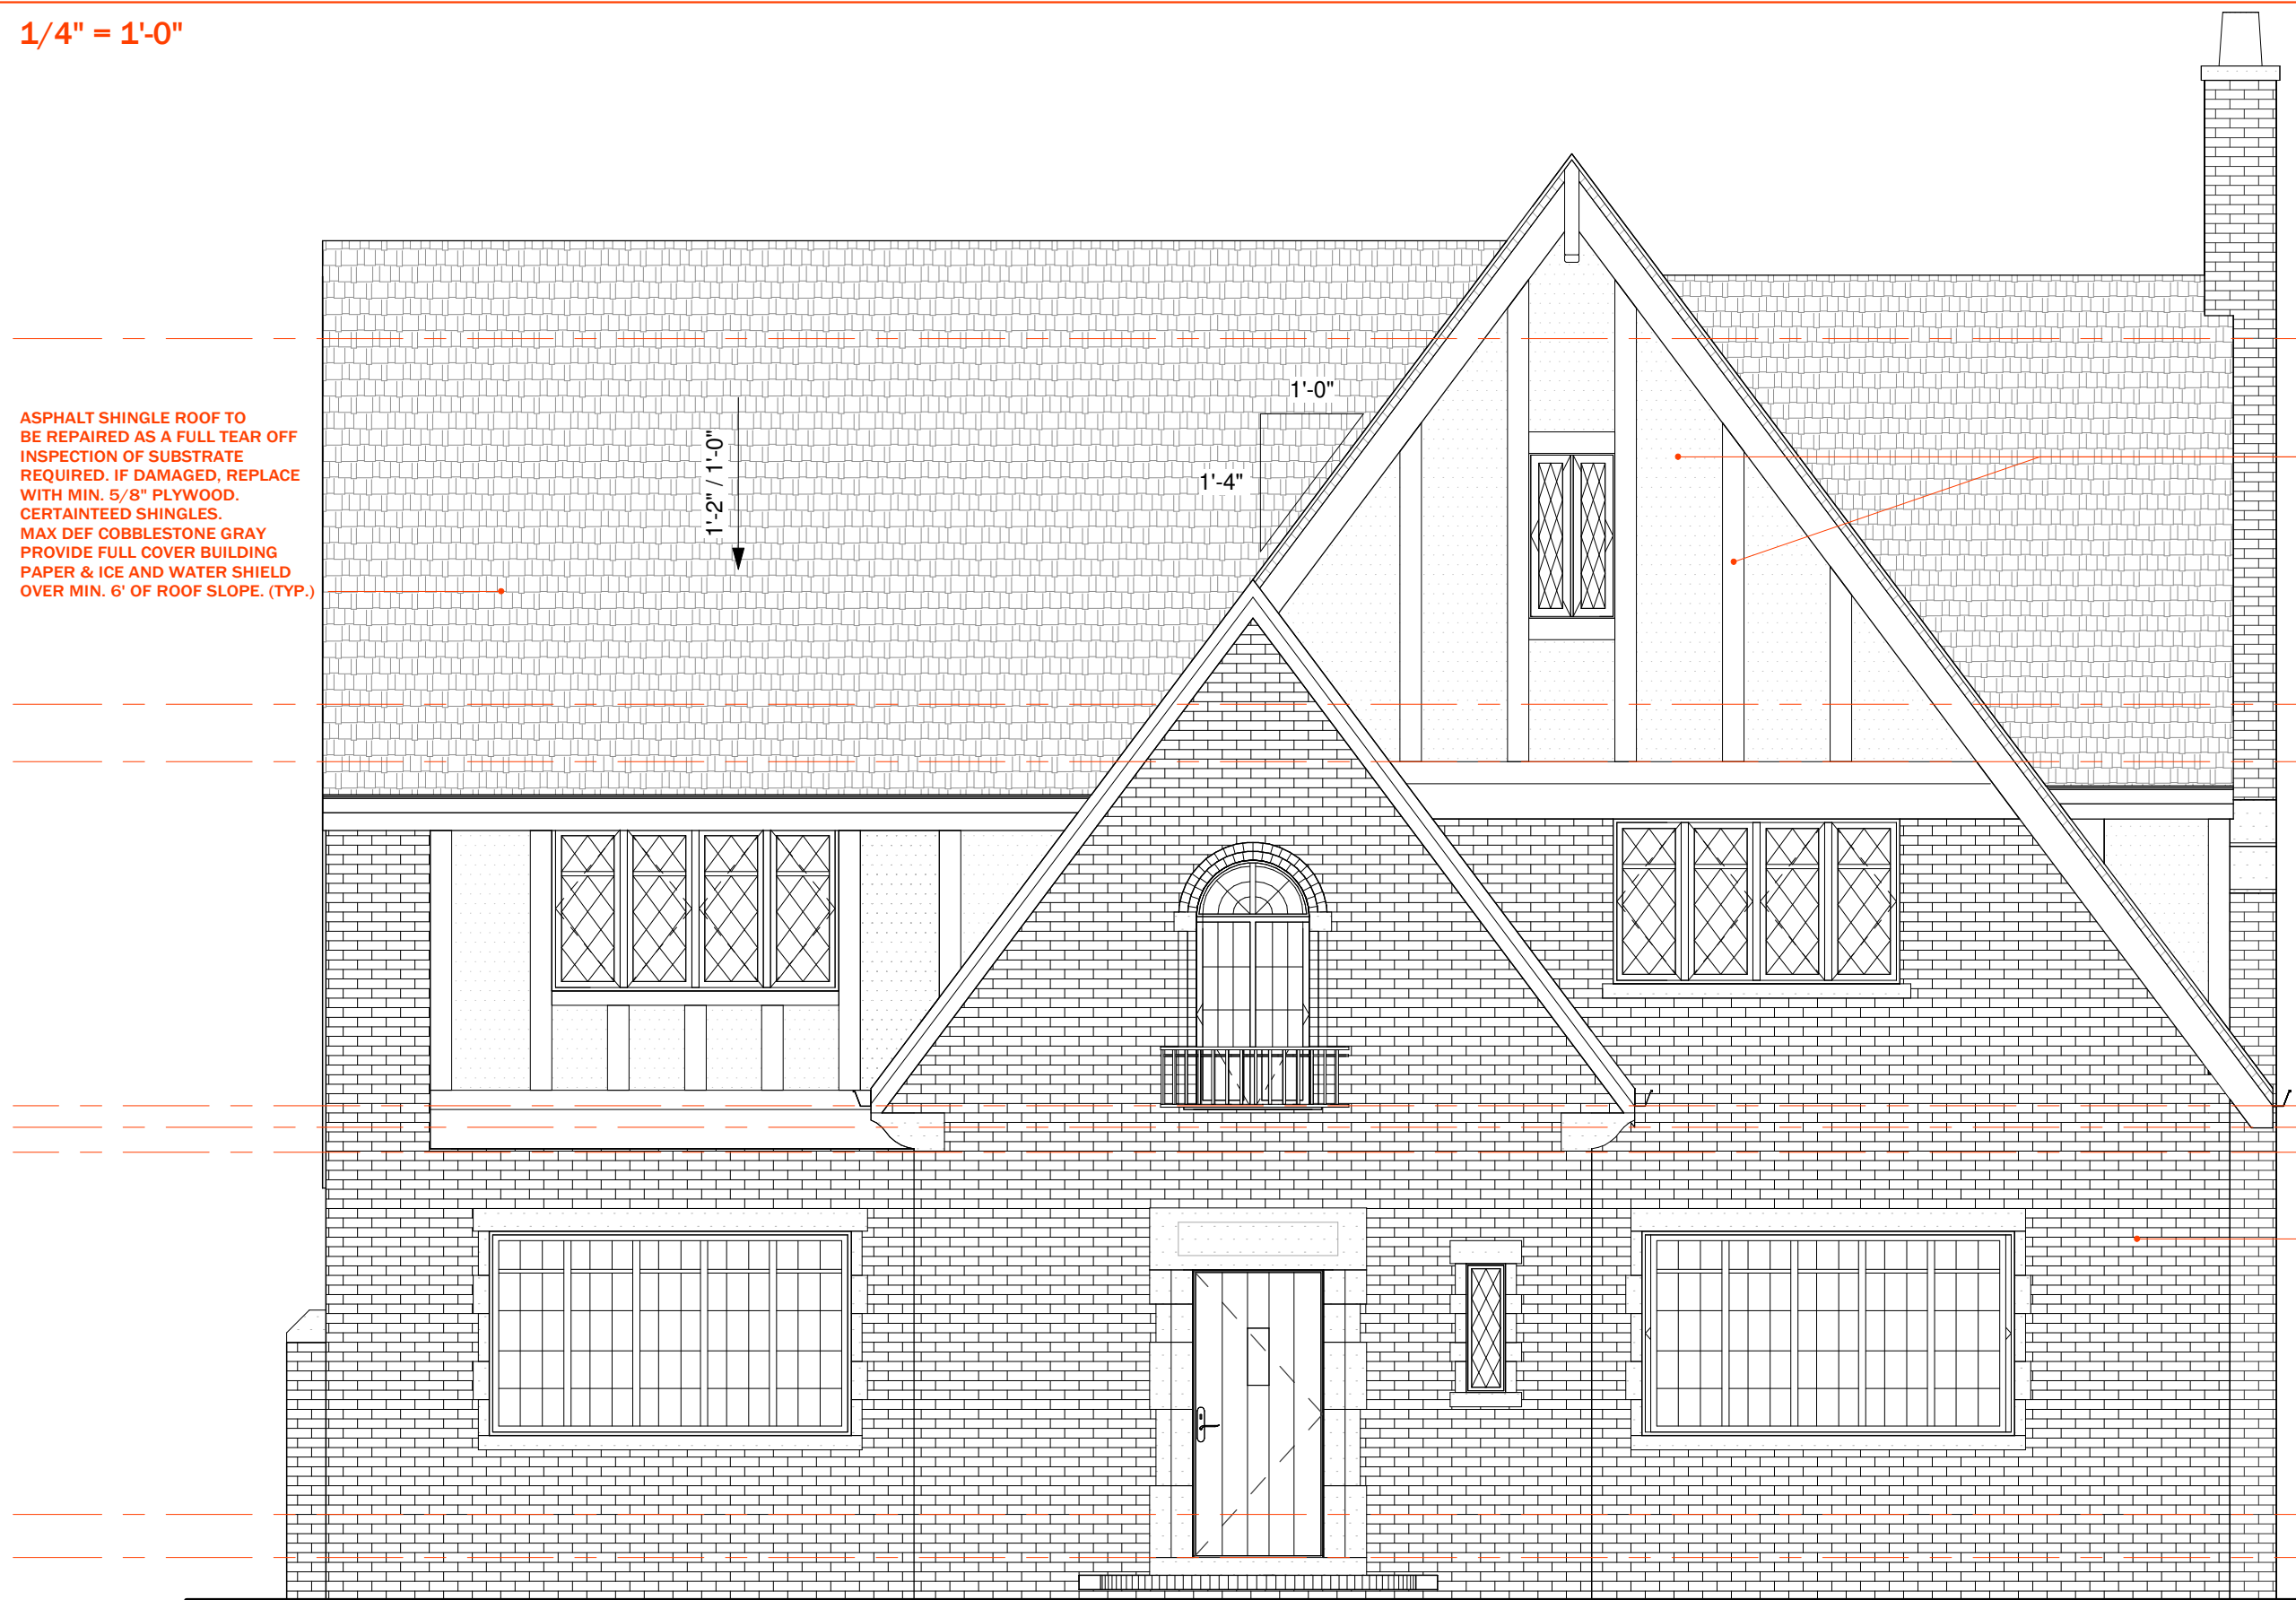 1/4" = 1'-0"
1'-0"
1'-4"
1'-2" / 1'-0"
ASPHALT SHINGLE ROOF TO
BE REPAIRED AS A FULL TEAR OFF
INSPECTION OF SUBSTRATE
REQUIRED. IF DAMAGED, REPLACE
WITH MIN. 5/8" PLYWOOD.
CERTAINTEED SHINGLES.
MAX DEF COBBLESTONE GRAY
PROVIDE FULL COVER BUILDING
PAPER & ICE AND WATER SHIELD
OVER MIN. 6' OF ROOF SLOPE. (TYP.)